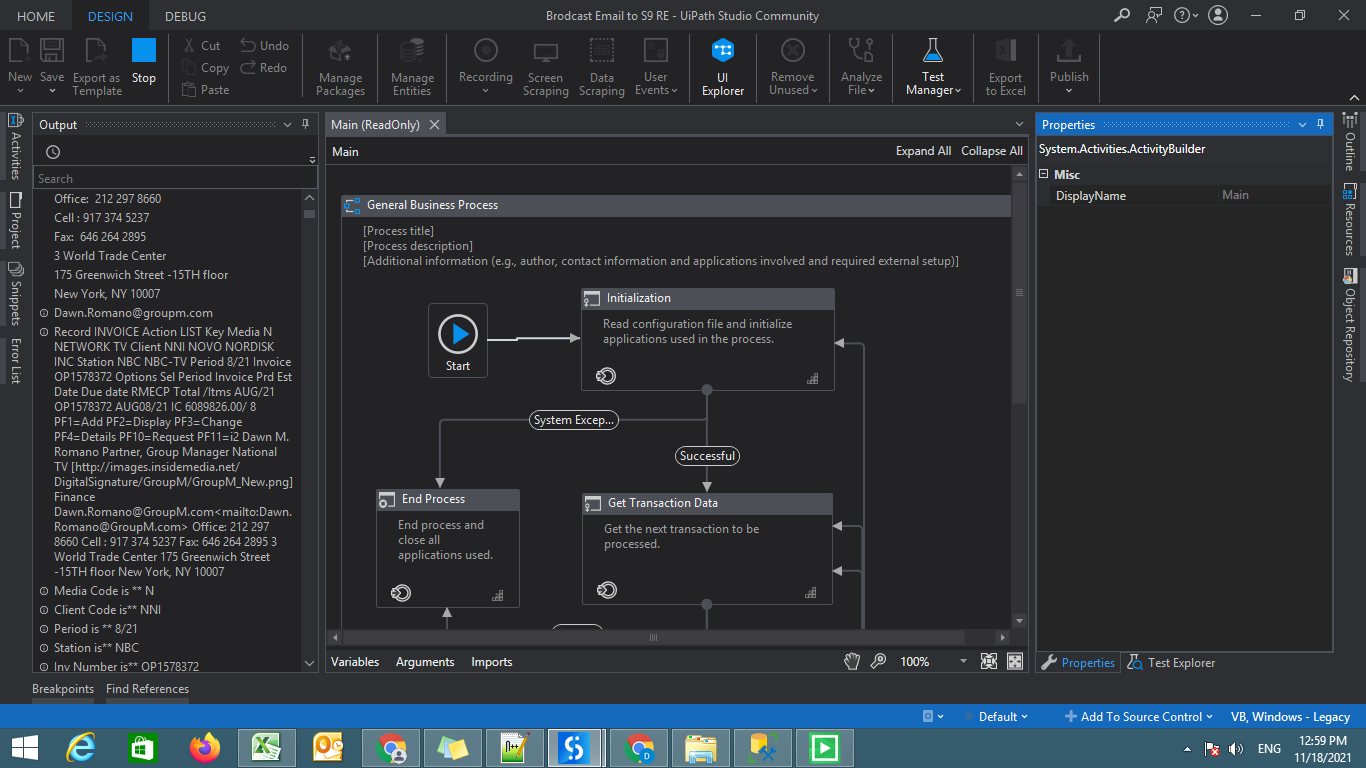 HOME DESIGN DEBUG Brodcast Email to S9 RE - UiPath Studio Community
New Save Export as Template Stop Cut Copy Paste Undo Redo Manage Packages Manage Entities Recording Screen Scraping Data Scraping User Events UI Explorer Remove Unused Analyze File Test Manager Export to Excel Publish
Activities
Project
Snippets
Error List
Output
Search
Office: 212 297 8660
Cell : 917 374 5237
Fax: 646 264 2895
3 World Trade Center
175 Greenwich Street -15TH floor
New York, NY 10007
Dawn.Romano@groupm.com
Record INVOICE Action LIST Key Media N
NETWORK TV Client NNI NOVO NORDISK
INC Station NBC NBC-TV Period 8/21 Invoice
OP1578372 Options Sel Period Invoice Prd Est
Date Due date RMECP Total /Itms AUG/21
OP1578372 AUG08/21 IC 6089826.00/ 8
PF1=Add PF2=Display PF3=Change
PF4=Details PF10=Request PF11=i2 Dawn M.
Romano Partner, Group Manager National
TV [http://images.insidemedia.net/
DigitalSignature/GroupM/GroupM_New.png]
Finance
Dawn.Romano@GroupM.com<mailto:Dawn.
Romano@GroupM.com> Office: 212 297
8660 Cell : 917 374 5237 Fax: 646 264 2895 3
World Trade Center 175 Greenwich Street
-15TH floor New York, NY 10007
Media Code is ** N
Client Code is** NNI
Period is ** 8/21
Station is** NBC
Inv Number is** OP1578372
Breakpoints Find References
Main (ReadOnly)
Main Expand All Collapse All
General Business Process
[Process title]
[Process description]
[Additional information (e.g., author, contact information and applications involved and required external setup)]
Start
Initialization
Read configuration file and initialize
applications used in the process.
System Excep...
Successful
End Process
End process and
close all
applications used.
Get Transaction Data
Get the next transaction to be
processed.
Variables Arguments Imports 100%
Properties
System.Activities.ActivityBuilder
Misc
DisplayName Main
Properties Test Explorer
Outline
Resources
Object Repository
Default Add To Source Control VB, Windows - Legacy
ENG 12:59 PM
11/18/2021